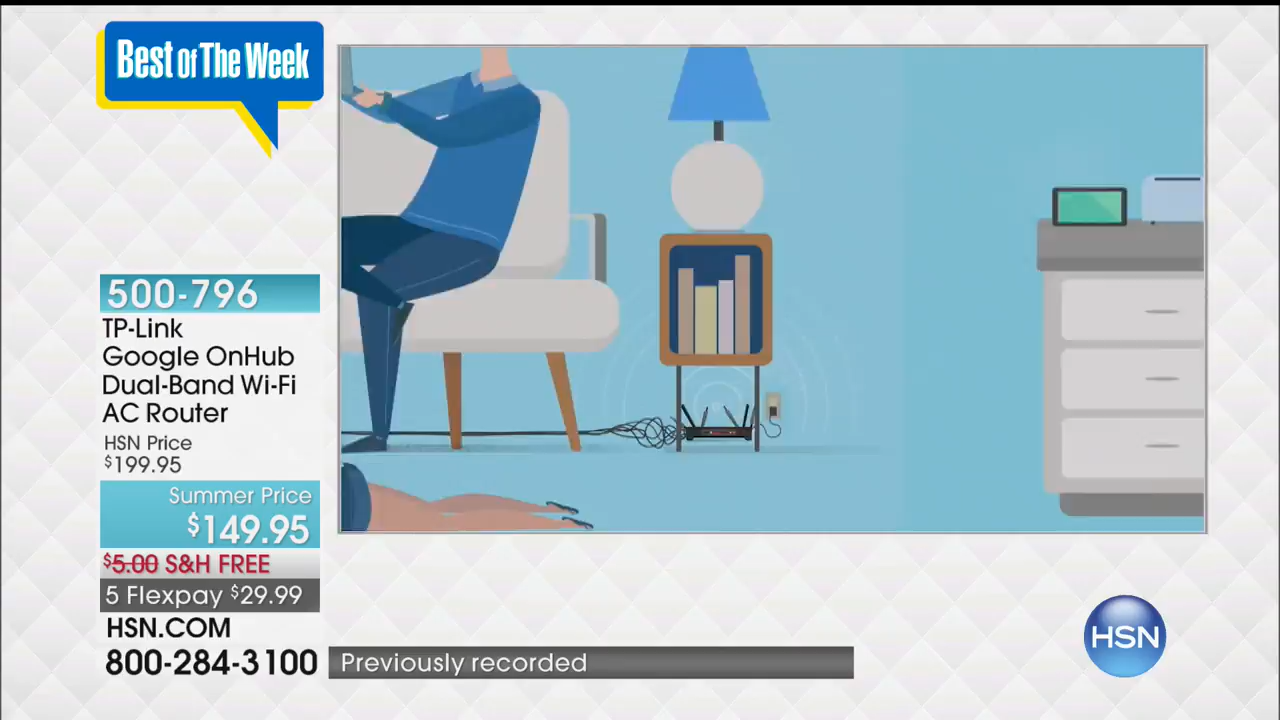 Best of The Week
500-796
TP-Link
Google OnHub
Dual-Band Wi-Fi
AC Router
HSN Price
$199.95
Summer Price
$149.95
$5.00 S&H FREE
5 Flexpay $29.99
HSN.COM
800-284-3100
Previously recorded
HSN